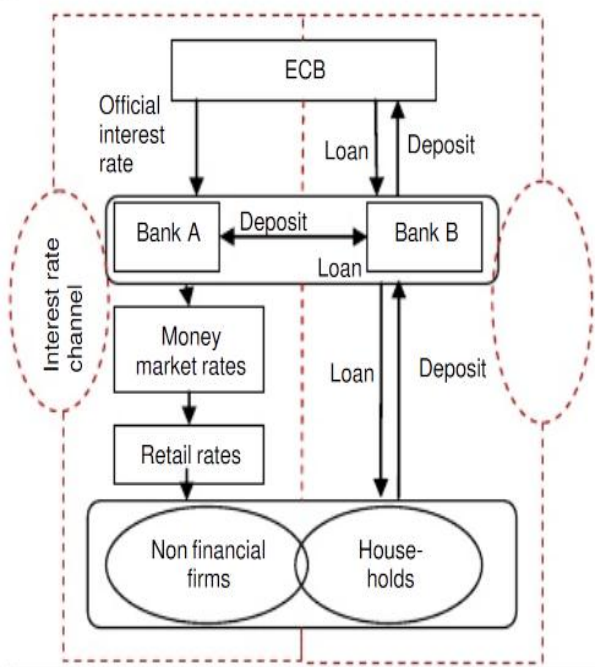 ECB
Official
interest
rate
Loan
Deposit
Bank A
Deposit
Bank B
Loan
Interest rate
channel
Money
market rates
Loan
Deposit
Retail rates
Non financial
firms
House-
holds